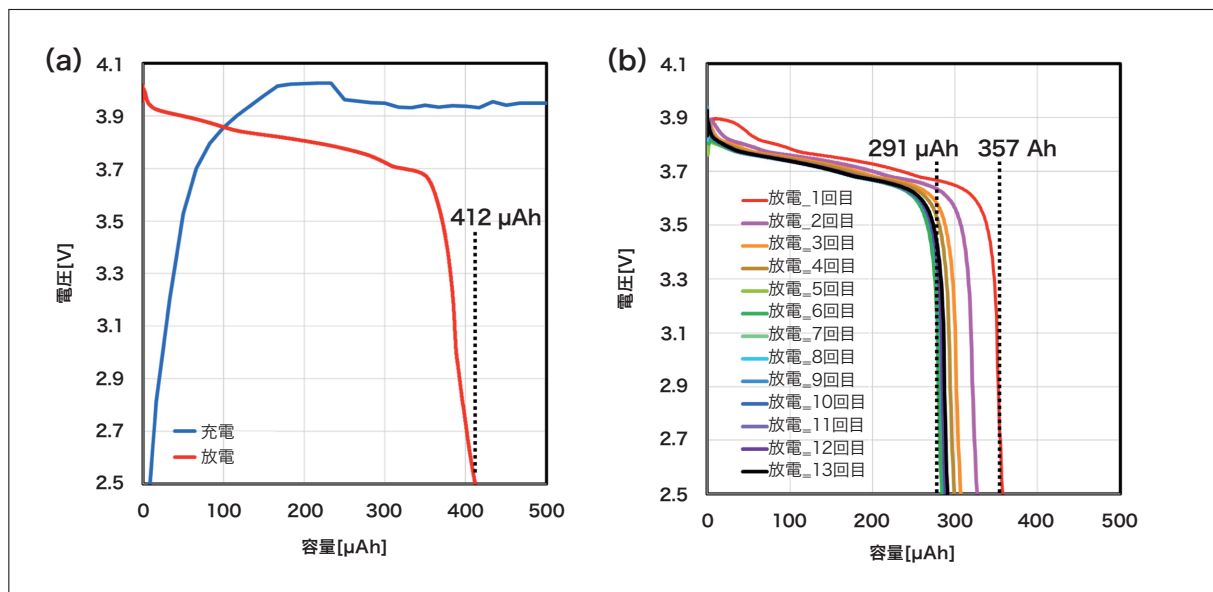 (a)
4.1
3.9
3.7
3.5
3.3
3.1
2.9
2.7
2.5
電圧[V]
412 μAh
充電
放電
0
100
200
300
400
500
容量[μAh]
(b)
4.1
3.9
3.7
3.5
3.3
3.1
2.9
2.7
2.5
電圧[V]
291 μAh
357 Ah
放電_1回目
放電_2回目
放電_3回目
放電_4回目
放電_5回目
放電_6回目
放電_7回目
放電_8回目
放電_9回目
放電_10回目
放電_11回目
放電_12回目
放電_13回目
0
100
200
300
400
500
容量[μAh]